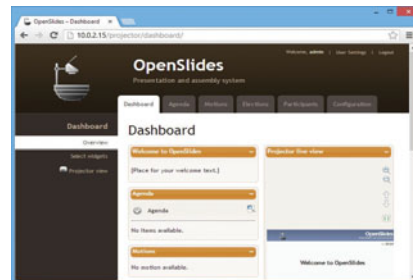 OpenSlides - Dashboard
10.0.2.15/projector/dashboard/
Welcome, admin | User Settings | Logout
OpenSlides
Presentation and assembly system
Dashboard Agenda Motions Elections Participants Configuration
Dashboard
Overview
Select widgets
Projector view
Dashboard
Welcome to OpenSlides
[Place for your welcome text.]
Agenda
Agenda
No items available.
Motions
No motion available.
Projector live view
OpenSlides
Welcome to OpenSlides